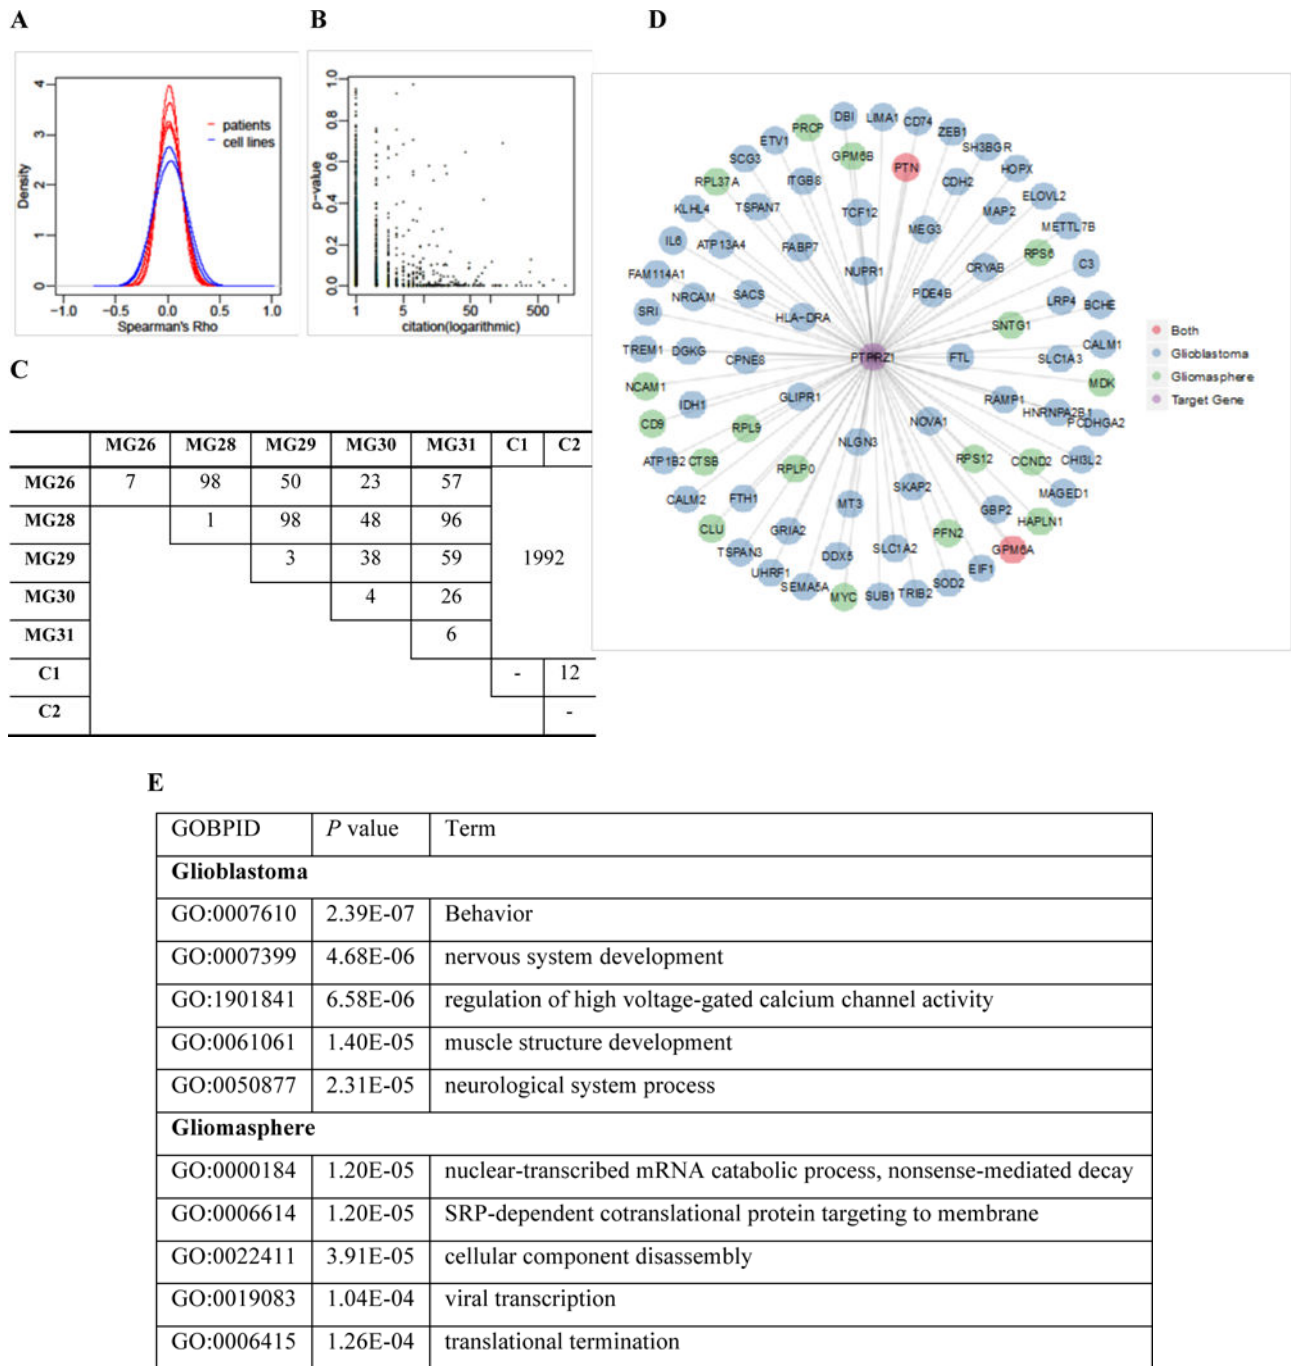 A
B
D
4
3
2
1
0
Density
patients
cell lines
-1.0 -0.5 0.0 0.5 1.0
Spearman's Rho
1.0
0.8
0.6
0.4
0.2
0.0
p-value
1 5 50 500
citation(logarithmic)
DBI
LIMA1
CD74
ZEB1
SH3BGR
HOPX
ELOVL2
METTL7B
C3
BCHE
CALM1
MDK
PCDHGA2
CHI3L2
MAGED1
HAPLN1
GPM6A
EIF1
SOD2
TRIB2
SUB1
MYC
SEMA5A
UHRF1
TSPAN3
CLU
CALM2
ATP1B2
CD9
NCAM1
TREM1
SRI
FAM114A1
IL6
KLHL4
RPL37A
SCG3
ETV1
PRCP
GPM6B
PTN
CDH2
MAP2
RPS6
LRP4
SLC1A3
HNRNPA2B1
CCND2
GBP2
PFN2
SLC1A2
DDX5
GRIA2
FTH1
CTSB
IDH1
DGKG
NRCAM
ATP13A4
TSPAN7
ITGB8
TCF12
MEG3
CRYAB
SNTG1
RAMP1
RPS12
SKAP2
MT3
RPLP0
RPL9
CPNE8
SACS
FABP7
NUPR1
PDE4B
FTL
NOVA1
NLGN3
GLIPR1
HLA-DRA
PTPRZ1
Both
Glioblastoma
Gliomasphere
Target Gene
C
MG26 MG28 MG29 MG30 MG31 C1 C2
MG26 7 98 50 23 57
MG28 1 98 48 96
MG29 3 38 59 1992
MG30 4 26
MG31 6
C1 - 12
C2 -
E
GOBPID P value Term
Glioblastoma
GO:0007610 2.39E-07 Behavior
GO:0007399 4.68E-06 nervous system development
GO:1901841 6.58E-06 regulation of high voltage-gated calcium channel activity
GO:0061061 1.40E-05 muscle structure development
GO:0050877 2.31E-05 neurological system process
Gliomasphere
GO:0000184 1.20E-05 nuclear-transcribed mRNA catabolic process, nonsense-mediated decay
GO:0006614 1.20E-05 SRP-dependent cotranslational protein targeting to membrane
GO:0022411 3.91E-05 cellular component disassembly
GO:0019083 1.04E-04 viral transcription
GO:0006415 1.26E-04 translational termination